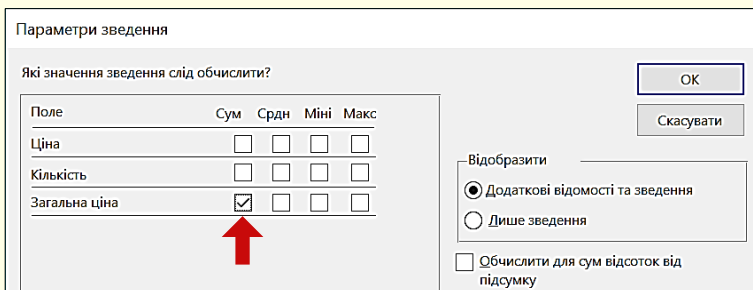 Параметри зведення
Які значення зведення слід обчислити?
OK
Скасувати
Поле Сум Срдн Міні Макс
Ціна
Кількість
Загальна ціна
Відобразити
Додаткові відомості та зведення
Лише зведення
Обчислити для сум відсоток від
підсумку